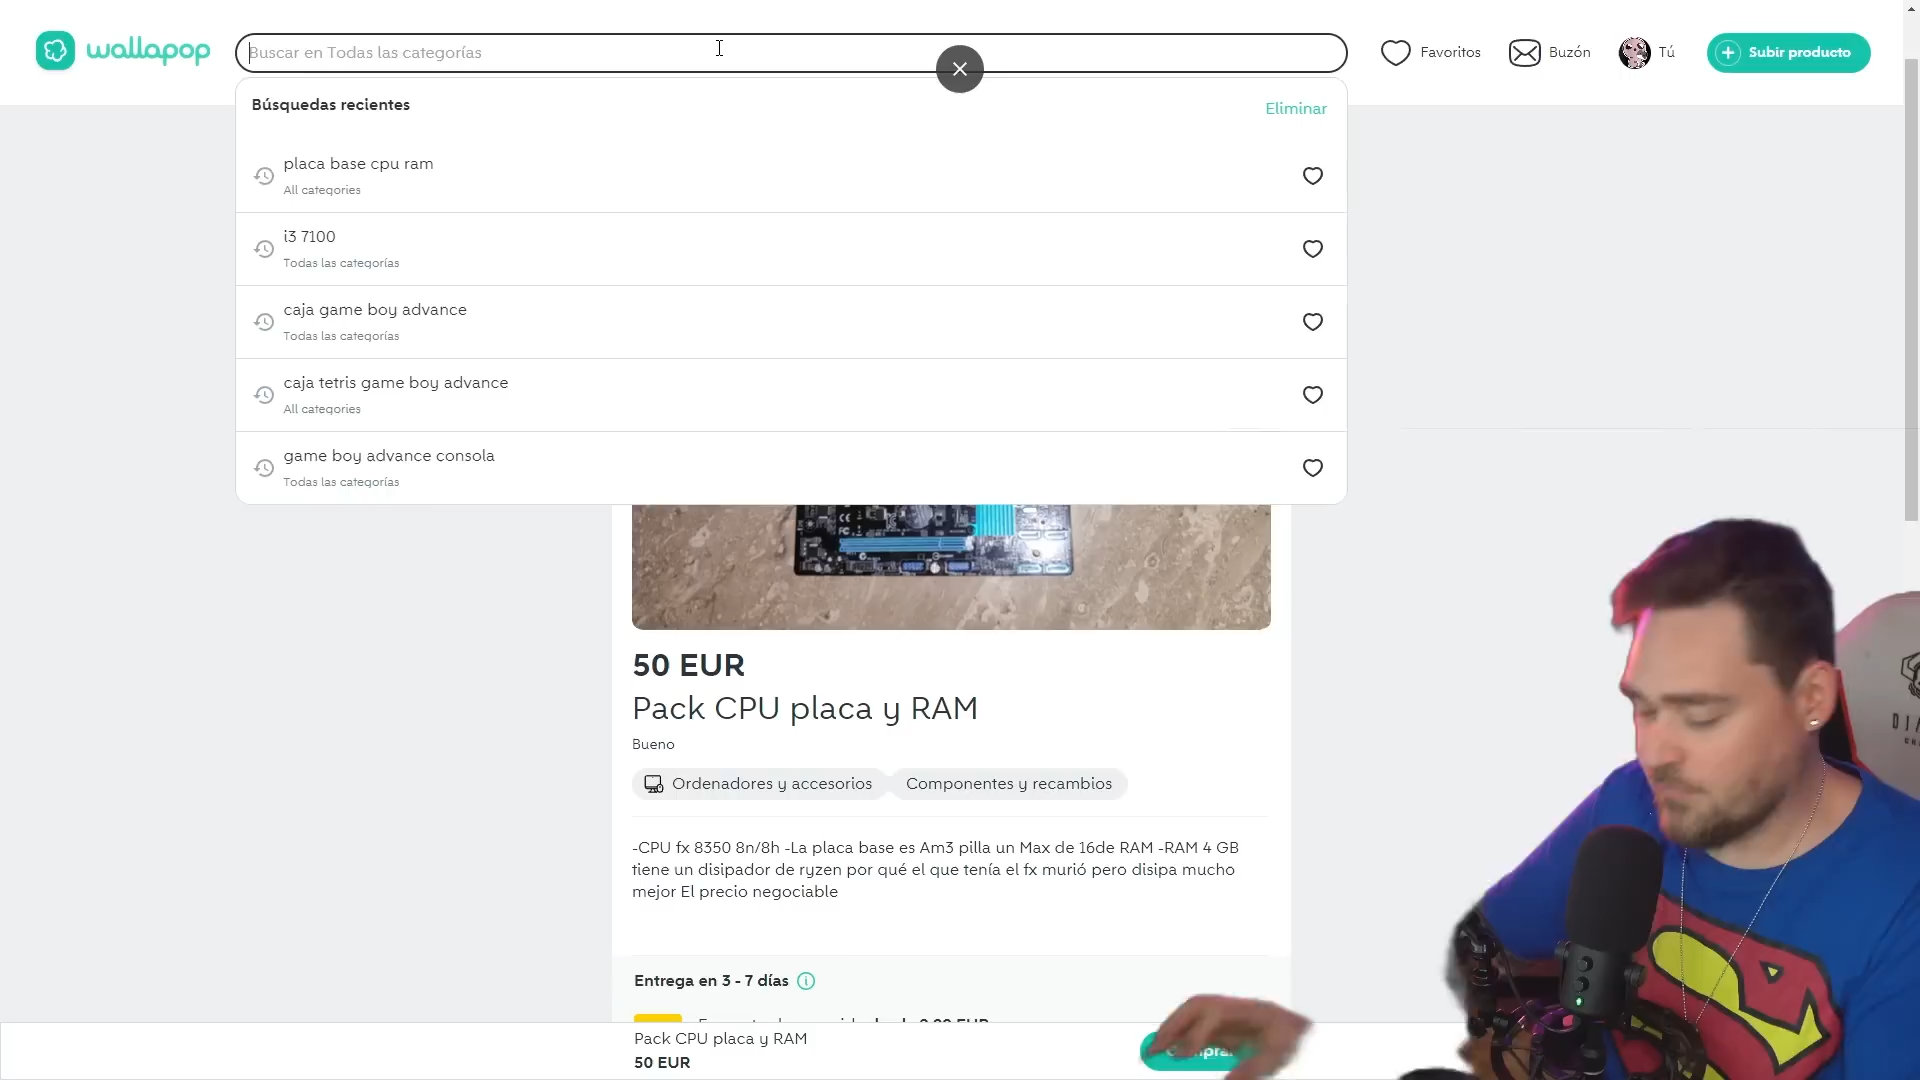 wallapop
Buscar en Todas las categorías
Favoritos
Buzón
Tú
Subir producto
Búsquedas recientes
Eliminar
placa base cpu ram
All categories
i3 7100
Todas las categorías
caja game boy advance
Todas las categorías
caja tetris game boy advance
All categories
game boy advance consola
Todas las categorías
50 EUR
Pack CPU placa y RAM
Bueno
Ordenadores y accesorios
Componentes y recambios
-CPU fx 8350 8n/8h -La placa base es Am3 pilla un Max de 16de RAM -RAM 4 GB
tiene un disipador de ryzen por qué el que tenía el fx murió pero disipa mucho
mejor El precio negociable
Entrega en 3 - 7 días
Pack CPU placa y RAM
50 EUR